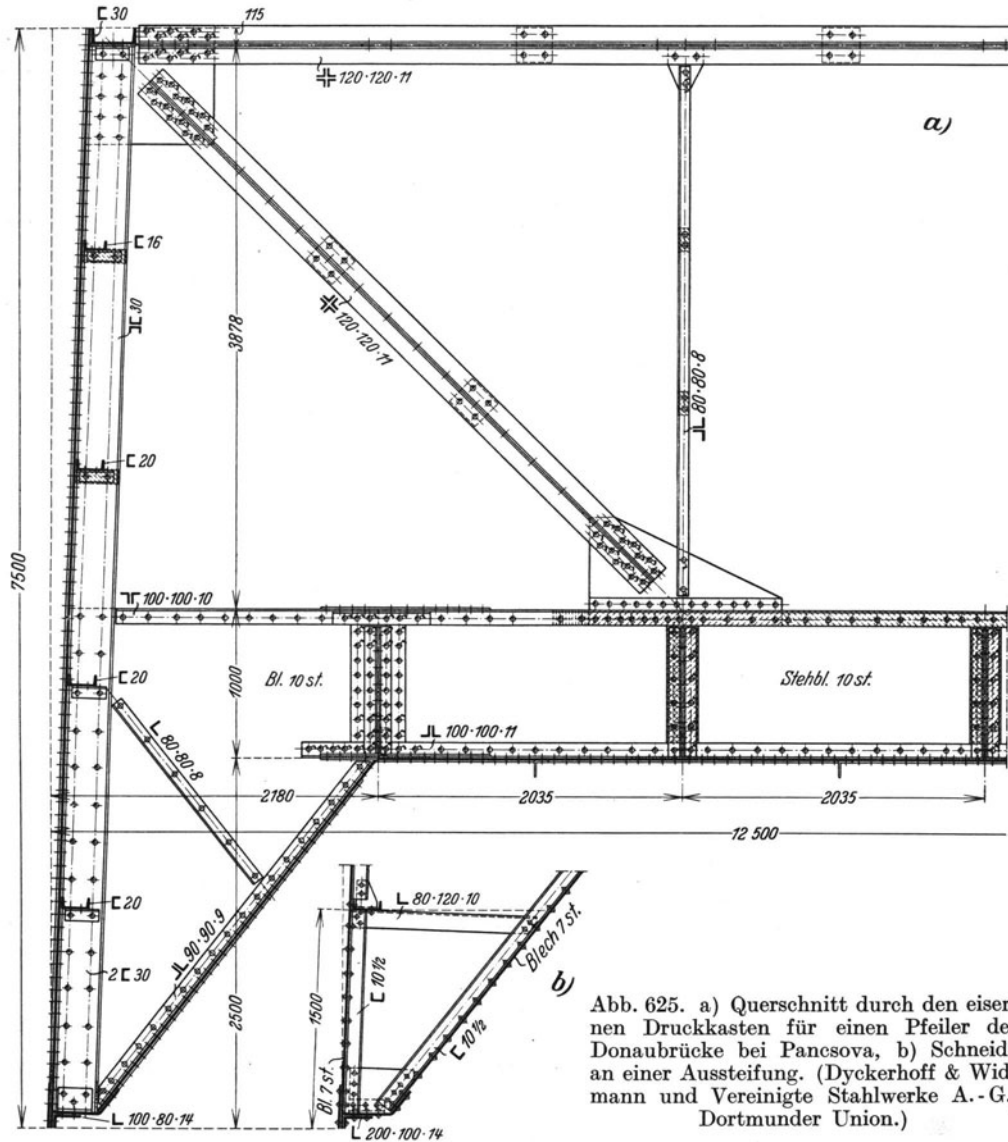 [ 30
115
120·120·11
a)
[ 16
][ 30
3878
120·120·11
80·80·8
[ 20
7500
100·100·10
[ 20
1000
Bl. 10 st.
Stehbl. 10 st.
L 80·80·8
100·100·11
2180
2035
2035
12 500
[ 20
L 80·120·10
90·90·9
2 [ 30
Blech 7 st.
b)
2500
1500
[ 10 ½
[ 10 ½
Bl. 7 st.
L 100·80·14
L 200·100·14
Abb. 625. a) Querschnitt durch den eiser
nen Druckkasten für einen Pfeiler de
Donaubrücke bei Pancsova, b) Schneid
an einer Aussteifung. (Dyckerhoff & Wid
mann und Vereinigte Stahlwerke A.-G.
Dortmunder Union.)